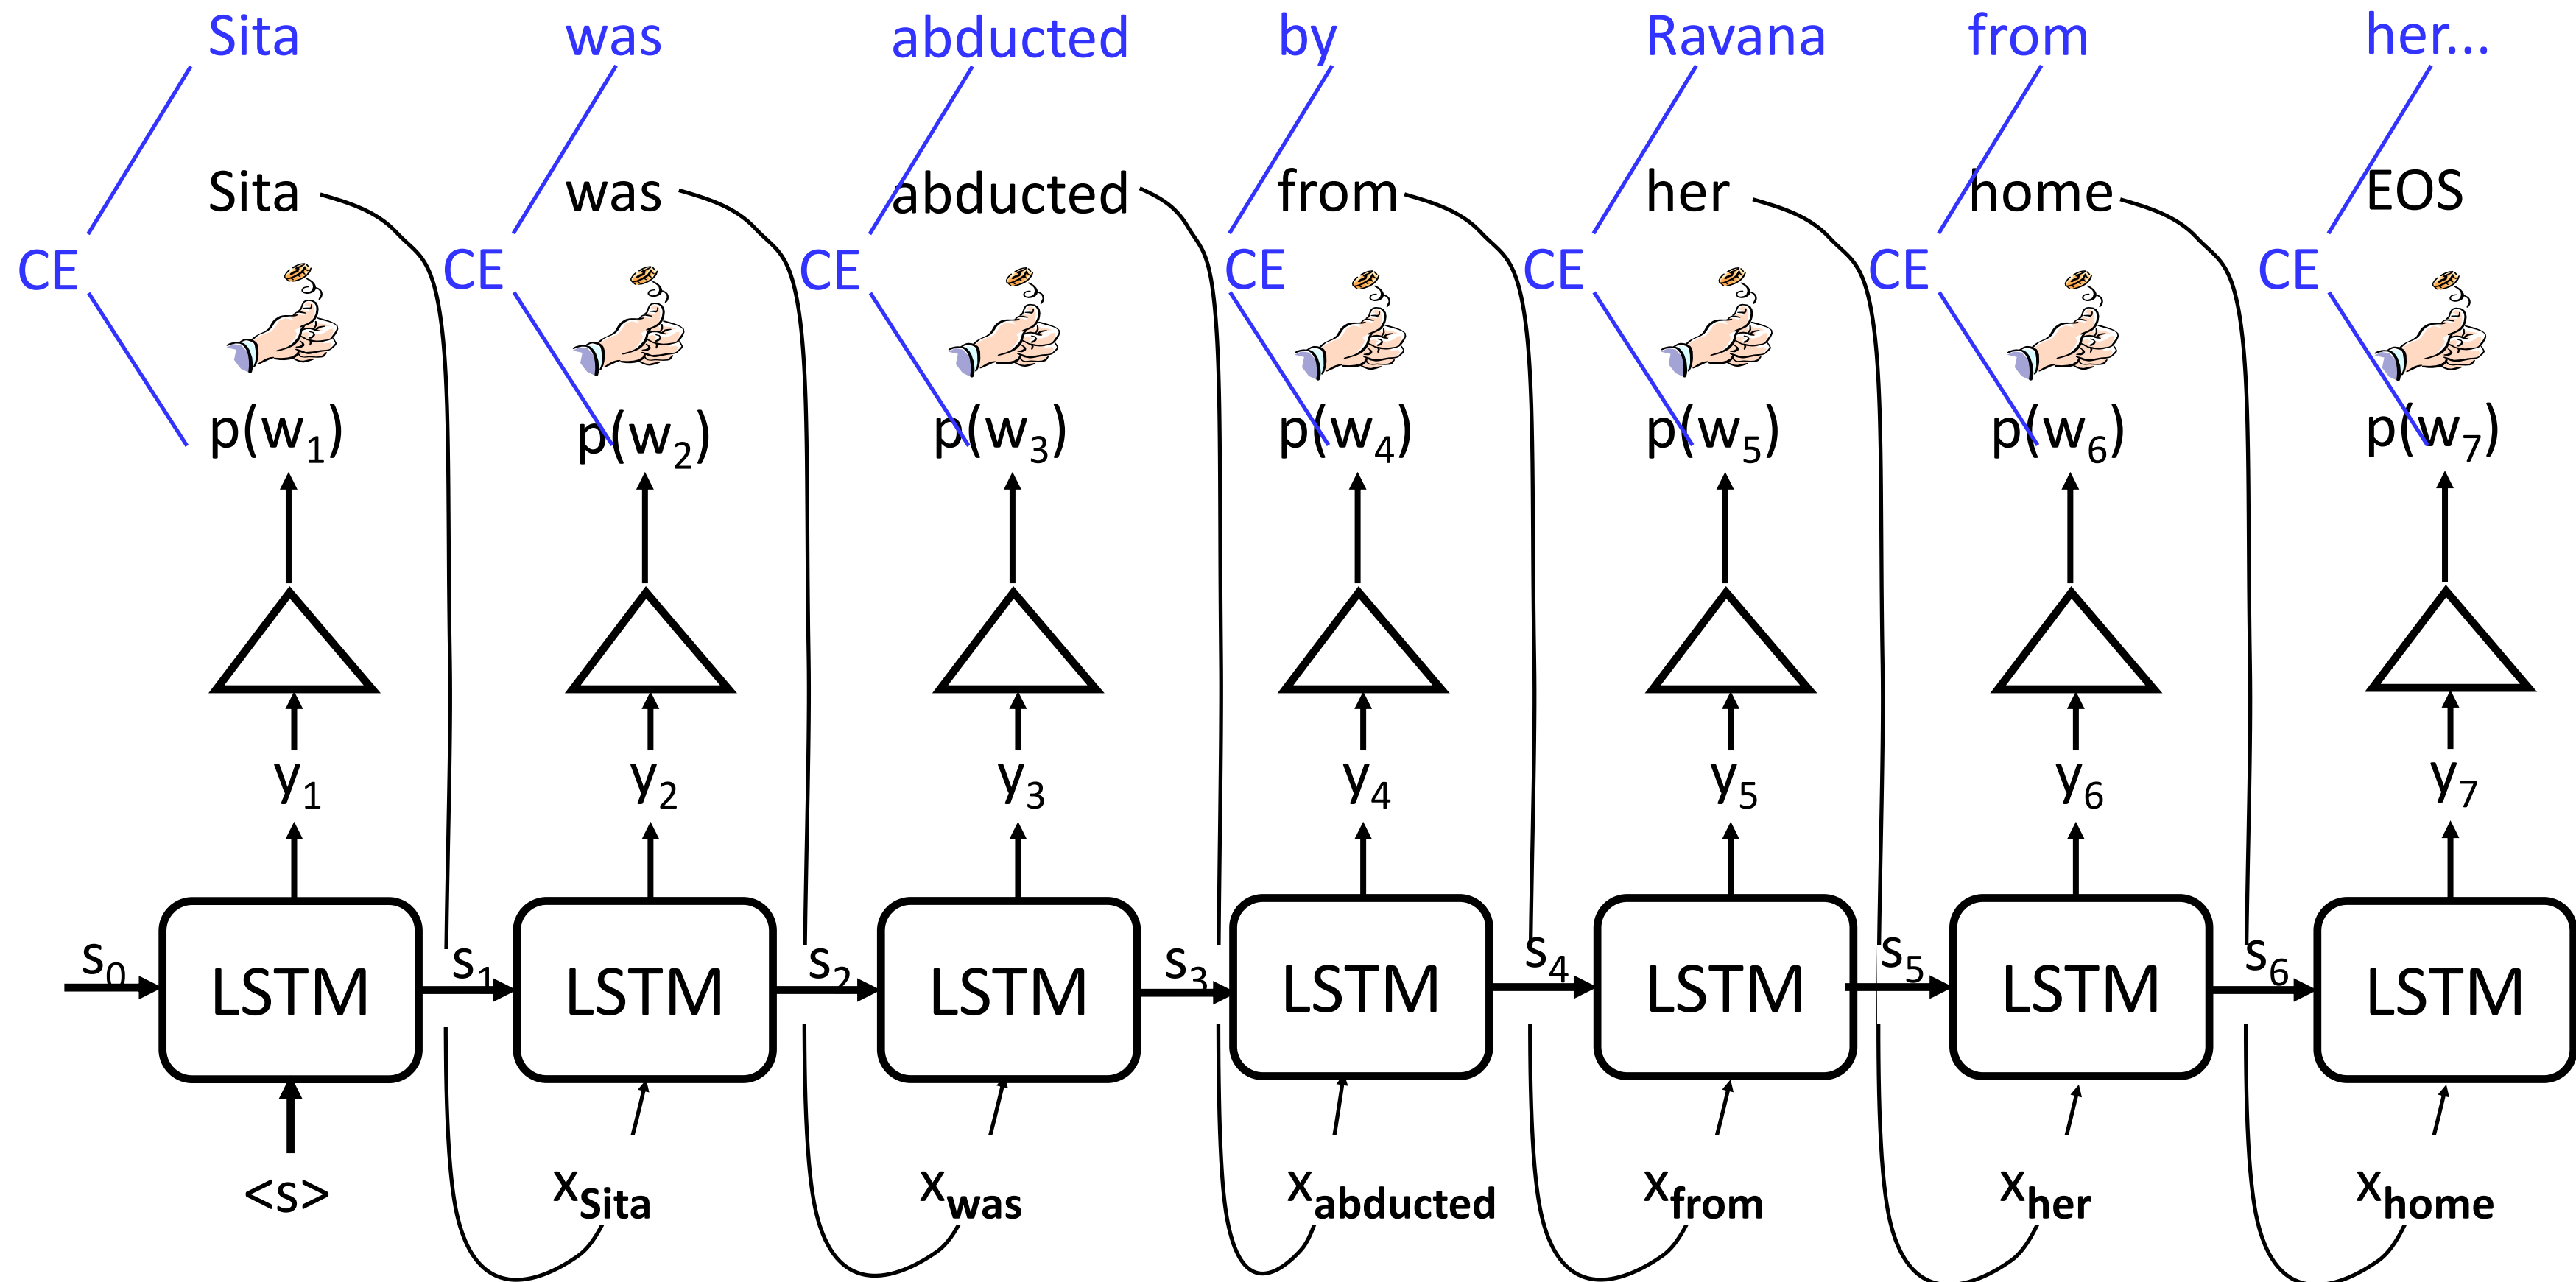 Sita was abducted by Ravana from her...
Sita was abducted from her home EOS
CE CE CE CE CE CE CE
p(w₁) p(w₂) p(w₃) p(w₄) p(w₅) p(w₆) p(w₇)
y₁ y₂ y₃ y₄ y₅ y₆ y₇
s₀ s₁ s₂ s₃ s₄ s₅ s₆
LSTM LSTM LSTM LSTM LSTM LSTM LSTM
<s> xSita xwas xabducted xfrom xher xhome